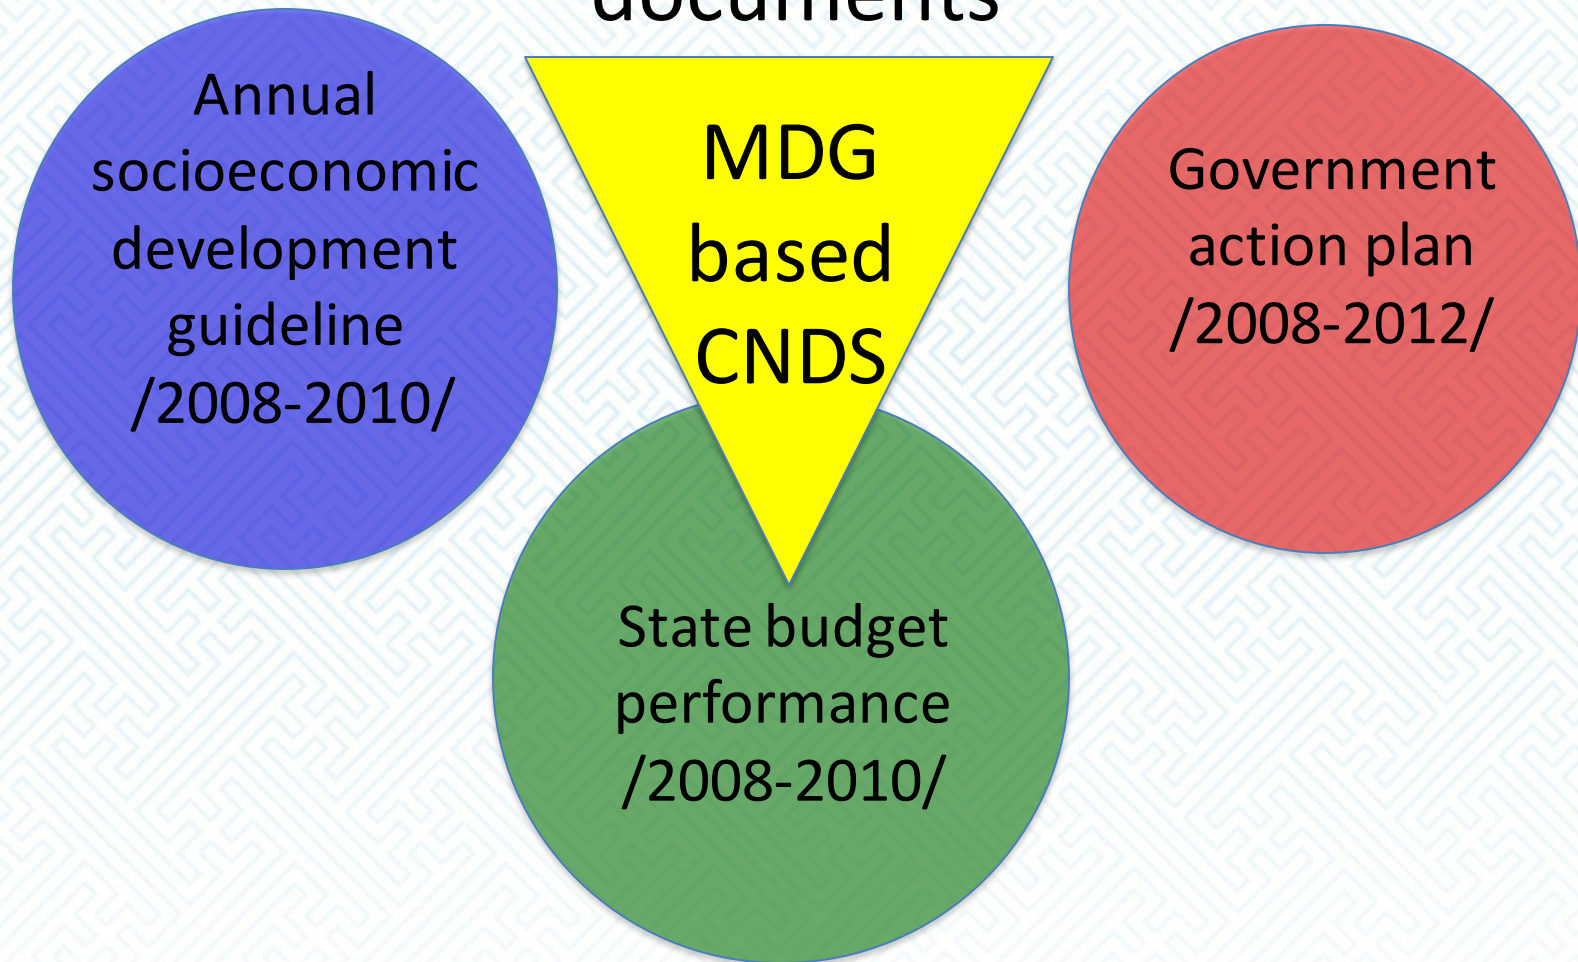 documents
Annual
socioeconomic
development
guideline
/2008-2010/
MDG
based
CNDS
Government
action plan
/2008-2012/
State budget
performance
/2008-2010/